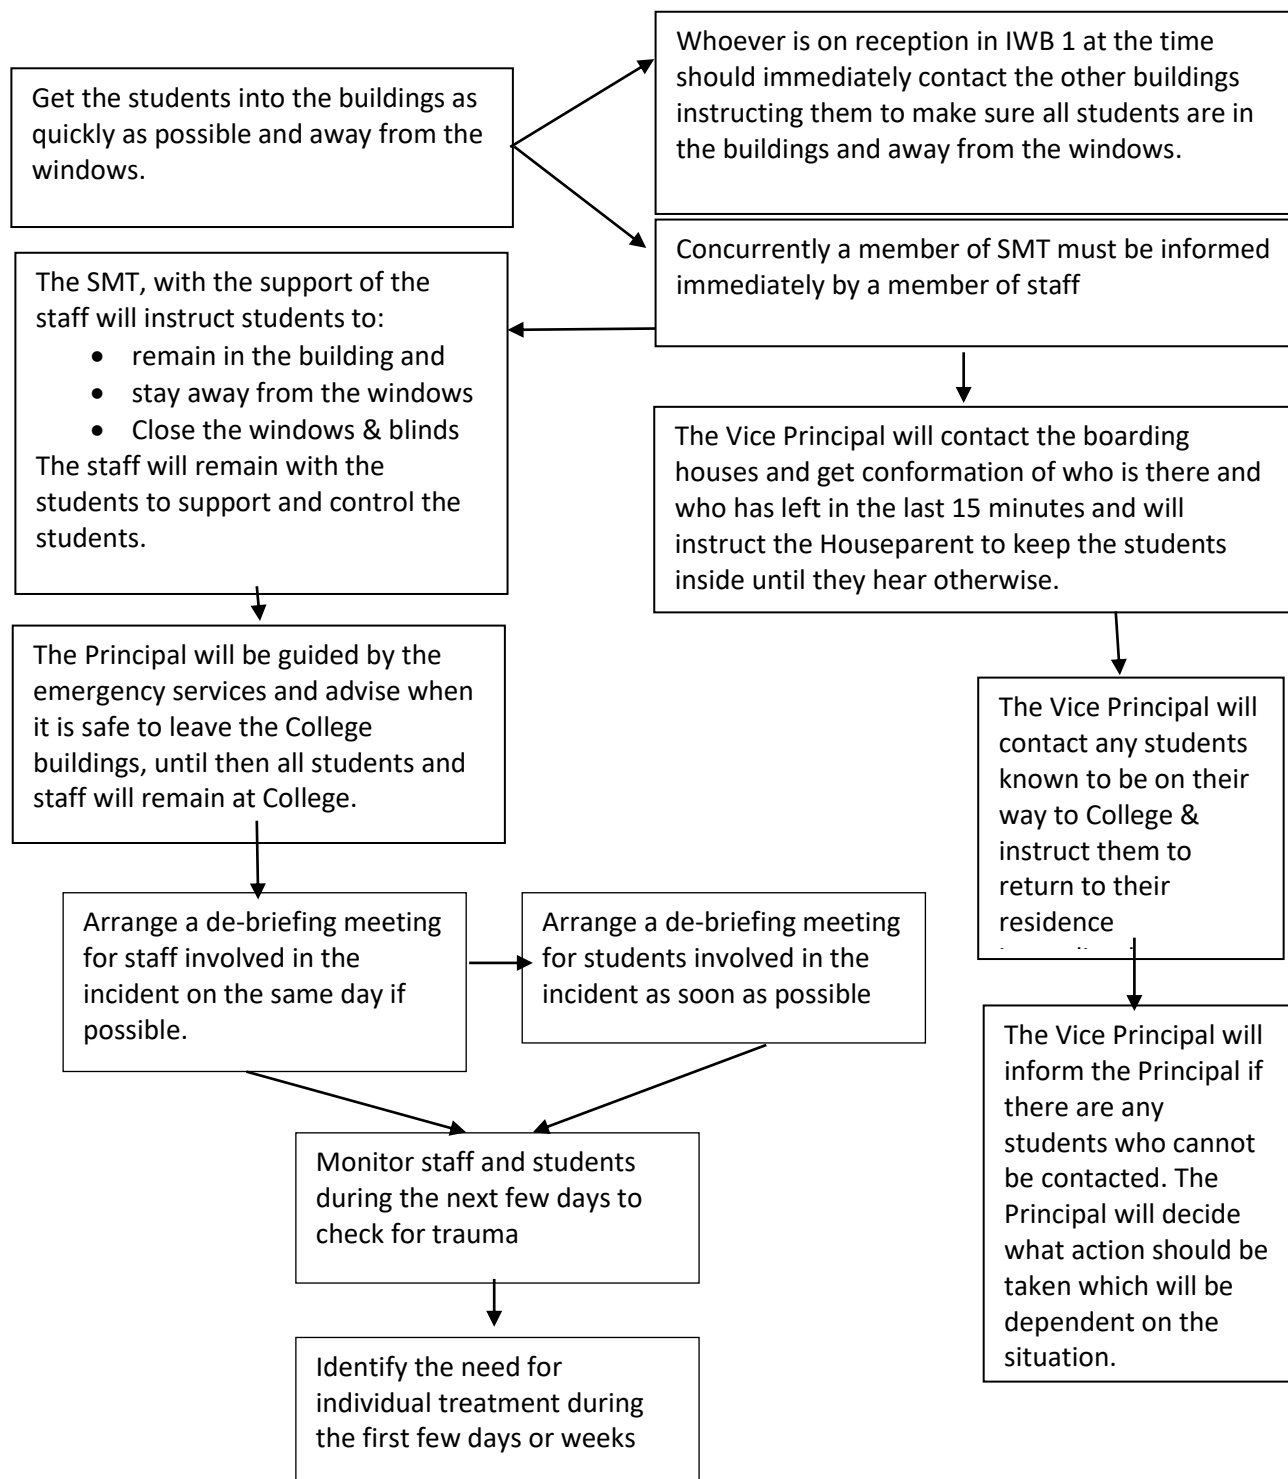 Get the students into the buildings as
quickly as possible and away from the
windows.
Whoever is on reception in IWB 1 at the time
should immediately contact the other buildings
instructing them to make sure all students are in
the buildings and away from the windows.
Concurrently a member of SMT must be informed
immediately by a member of staff
The SMT, with the support of the
staff will instruct students to:
• remain in the building and
• stay away from the windows
• Close the windows & blinds
The staff will remain with the
students to support and control the
students.
The Vice Principal will contact the boarding
houses and get conformation of who is there and
who has left in the last 15 minutes and will
instruct the Houseparent to keep the students
inside until they hear otherwise.
The Principal will be guided by the
emergency services and advise when
it is safe to leave the College
buildings, until then all students and
staff will remain at College.
The Vice Principal will
contact any students
known to be on their
way to College &
instruct them to
return to their
residence
Arrange a de-briefing meeting
for staff involved in the
incident on the same day if
possible.
Arrange a de-briefing meeting
for students involved in the
incident as soon as possible
The Vice Principal will
inform the Principal if
there are any
students who cannot
be contacted. The
Principal will decide
what action should be
taken which will be
dependent on the
situation.
Monitor staff and students
during the next few days to
check for trauma
Identify the need for
individual treatment during
the first few days or weeks